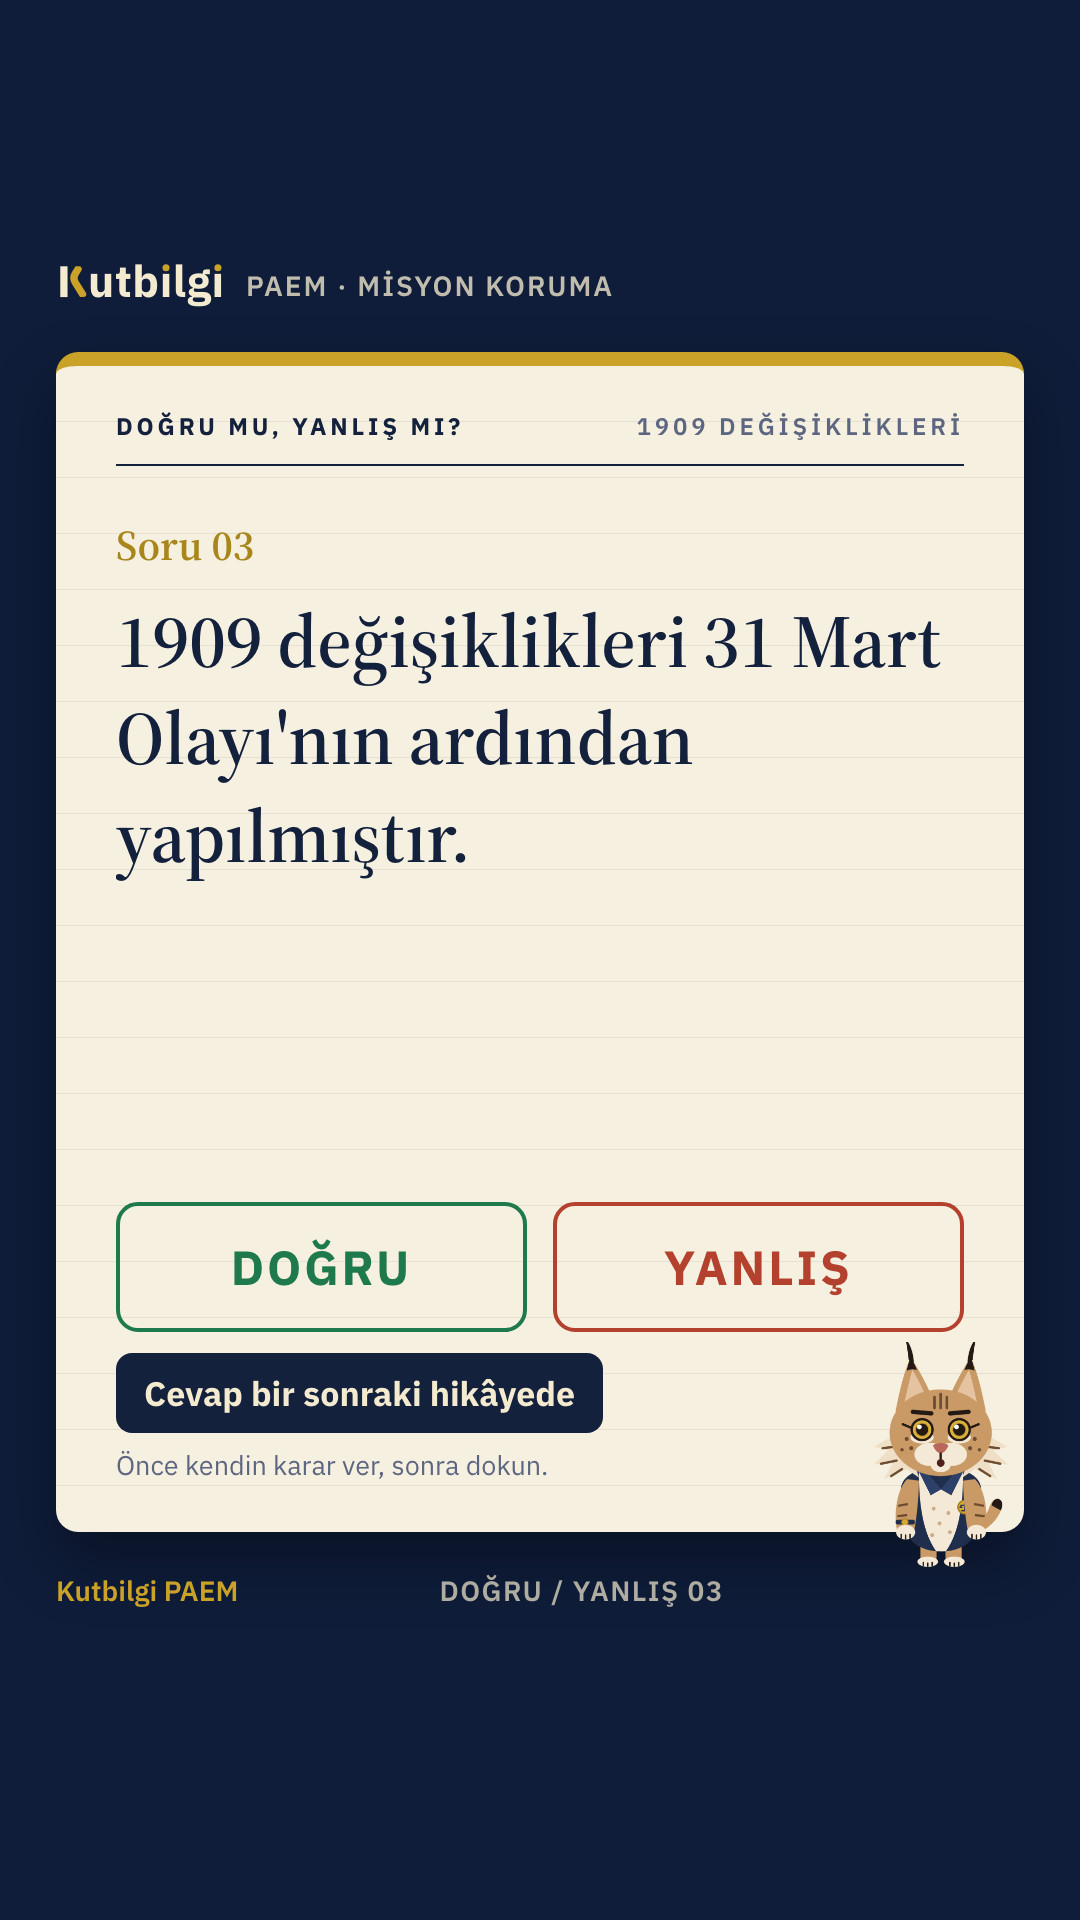 Kutbilgi PAEM · MİSYON KORUMA
DOĞRU MU, YANLIŞ MI? 1909 DEĞİŞİKLİKLERİ
Soru 03
1909 değişiklikleri 31 Mart
Olayı'nın ardından
yapılmıştır.
DOĞRU YANLIŞ
Cevap bir sonraki hikâyede
Önce kendin karar ver, sonra dokun.
Kutbilgi PAEM DOĞRU / YANLIŞ 03